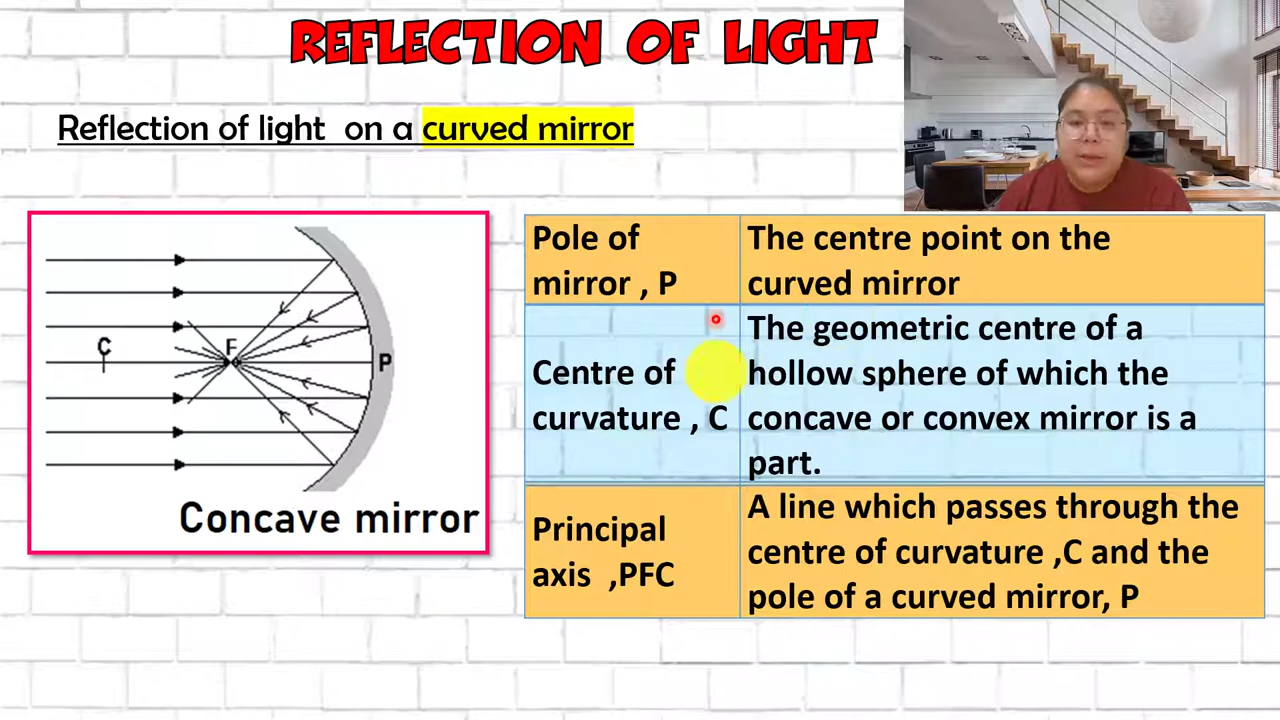 REFLECTION OF LIGHT
Reflection of light on a curved mirror
C
F
P
Concave mirror
Pole of
mirror , P
The centre point on the
curved mirror
Centre of
curvature , C
The geometric centre of a
hollow sphere of which the
concave or convex mirror is a
part.
Principal
axis ,PFC
A line which passes through the
centre of curvature ,C and the
pole of a curved mirror, P